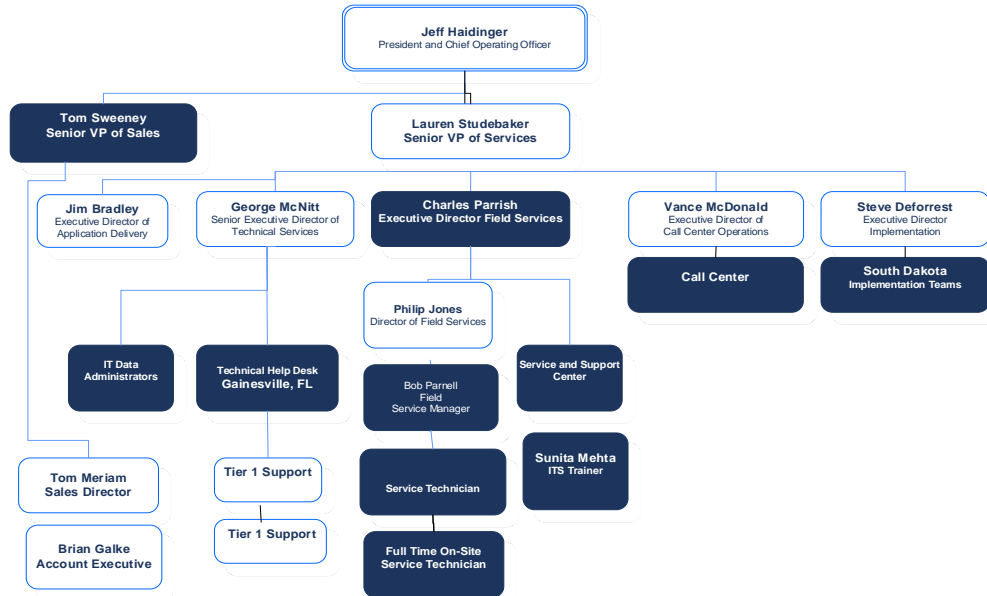 Jeff Haidinger
President and Chief Operating Officer
Tom Sweeney
Senior VP of Sales
Lauren Studebaker
Senior VP of Services
Jim Bradley
Executive Director of
Application Delivery
George McNitt
Senior Executive Director of
Technical Services
Charles Parrish
Executive Director Field Services
Vance McDonald
Executive Director of
Call Center Operations
Steve Deforrest
Executive Director
Implementation
Call Center
South Dakota
Implementation Teams
Philip Jones
Director of Field Services
IT Data
Administrators
Technical Help Desk
Gainesville, FL
Bob Parnell
Field
Service Manager
Service and Support
Center
Tom Meriam
Sales Director
Tier 1 Support
Service Technician
Sunita Mehta
ITS Trainer
Brian Galke
Account Executive
Tier 1 Support
Full Time On-Site
Service Technician